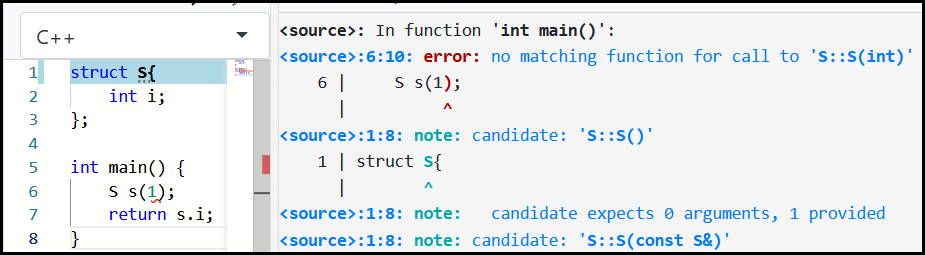 C++
1 struct S{
2     int i;
3 };
4
5 int main() {
6     S s(1);
7     return s.i;
8 }
<source>: In function 'int main()':
<source>:6:10: error: no matching function for call to 'S::S(int)'
    6 |     S s(1);
      |          ^
<source>:1:8: note: candidate: 'S::S()'
    1 | struct S{
      |        ^
<source>:1:8: note:   candidate expects 0 arguments, 1 provided
<source>:1:8: note: candidate: 'S::S(const S&)'